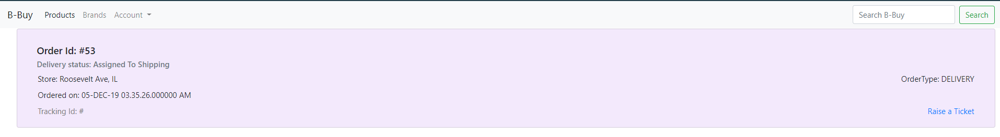 B-Buy Products Brands Account Search B-Buy Search
Order Id: #53
Delivery status: Assigned To Shipping
Store: Roosevelt Ave, IL OrderType: DELIVERY
Ordered on: 05-DEC-19 03.35.26.000000 AM
Tracking Id: # Raise a Ticket